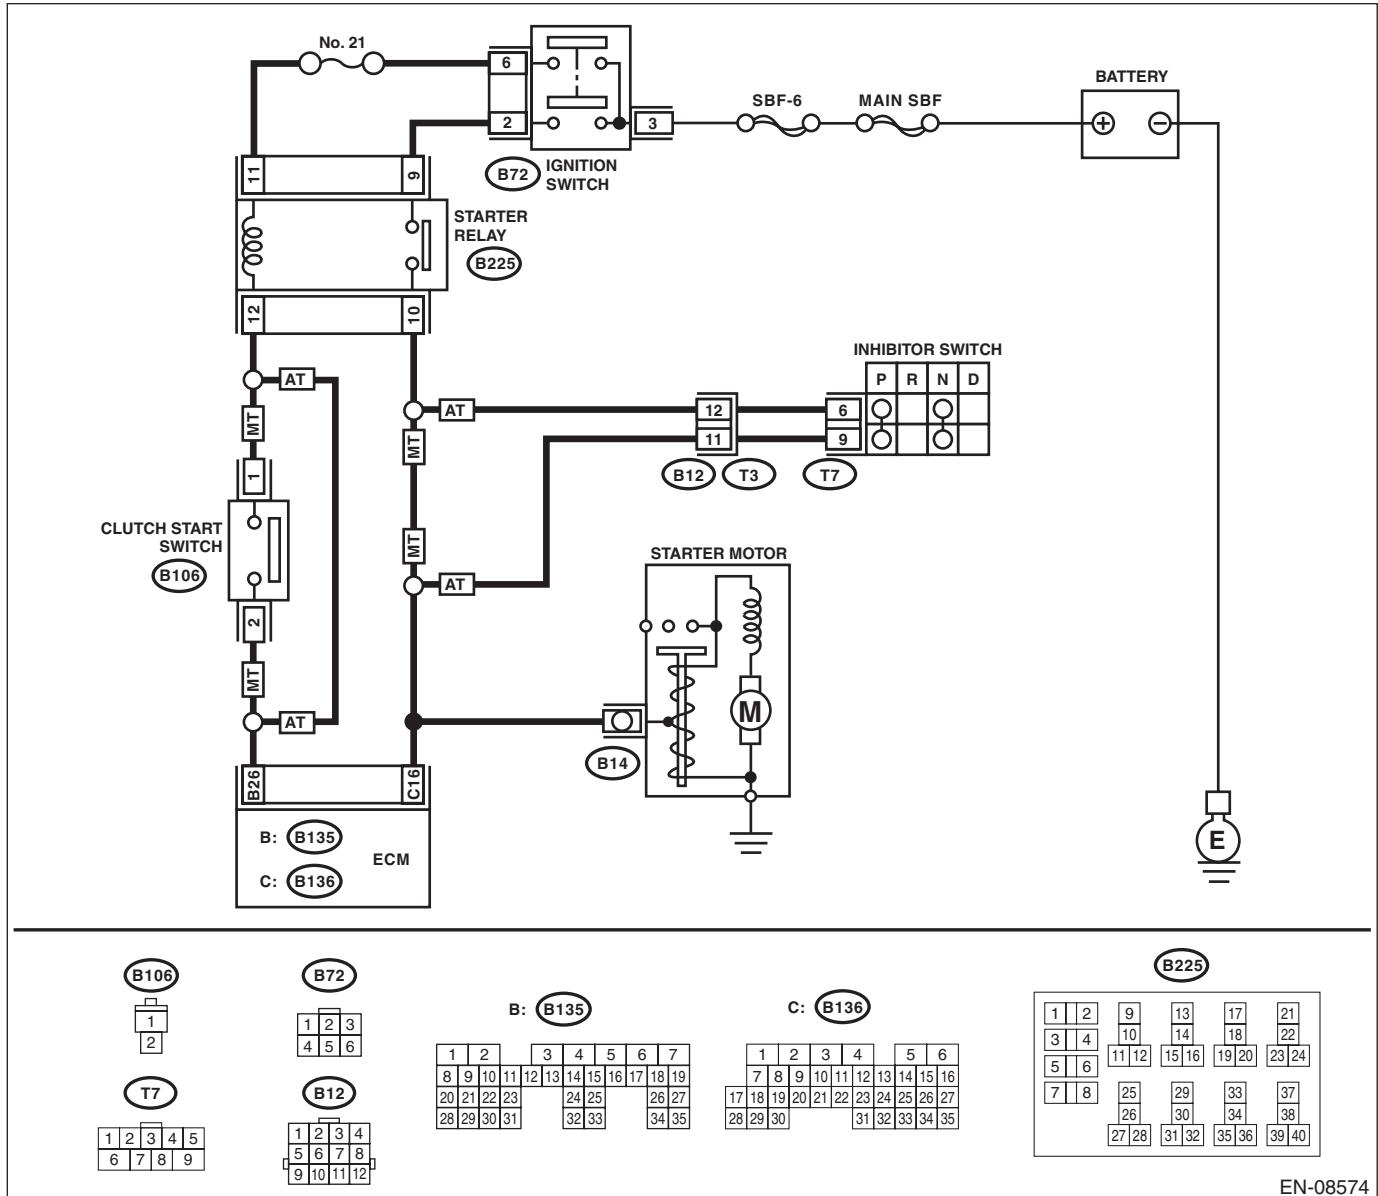 No. 21
6
2
3
B72
IGNITION
SWITCH
SBF-6
MAIN SBF
BATTERY
+
−
11
9
STARTER
RELAY
B225
12
10
AT
MT
AT
MT
12
11
6
9
INHIBITOR SWITCH
P R N D
B12
T3
T7
1
CLUTCH START
SWITCH
B106
2
MT
AT
STARTER MOTOR
MT
AT
M
B14
B26
C16
B: B135
C: B136
ECM
E
B106
1
2
B72
1 2 3
4 5 6
T7
1 2 3 4 5
6 7 8 9
B12
1 2 3 4
5 6 7 8
9 10 11 12
B: B135
1 2 3 4 5 6 7
8 9 10 11 12 13 14 15 16 17 18 19
20 21 22 23 24 25 26 27
28 29 30 31 32 33 34 35
C: B136
1 2 3 4 5 6
7 8 9 10 11 12 13 14 15 16
17 18 19 20 21 22 23 24 25 26 27
28 29 30 31 32 33 34 35
B225
1 2 9 13 17 21
3 4 10 14 18 22
11 12 15 16 19 20 23 24
5 6
7 8 25 29 33 37
26 30 34 38
27 28 31 32 35 36 39 40
EN-08574